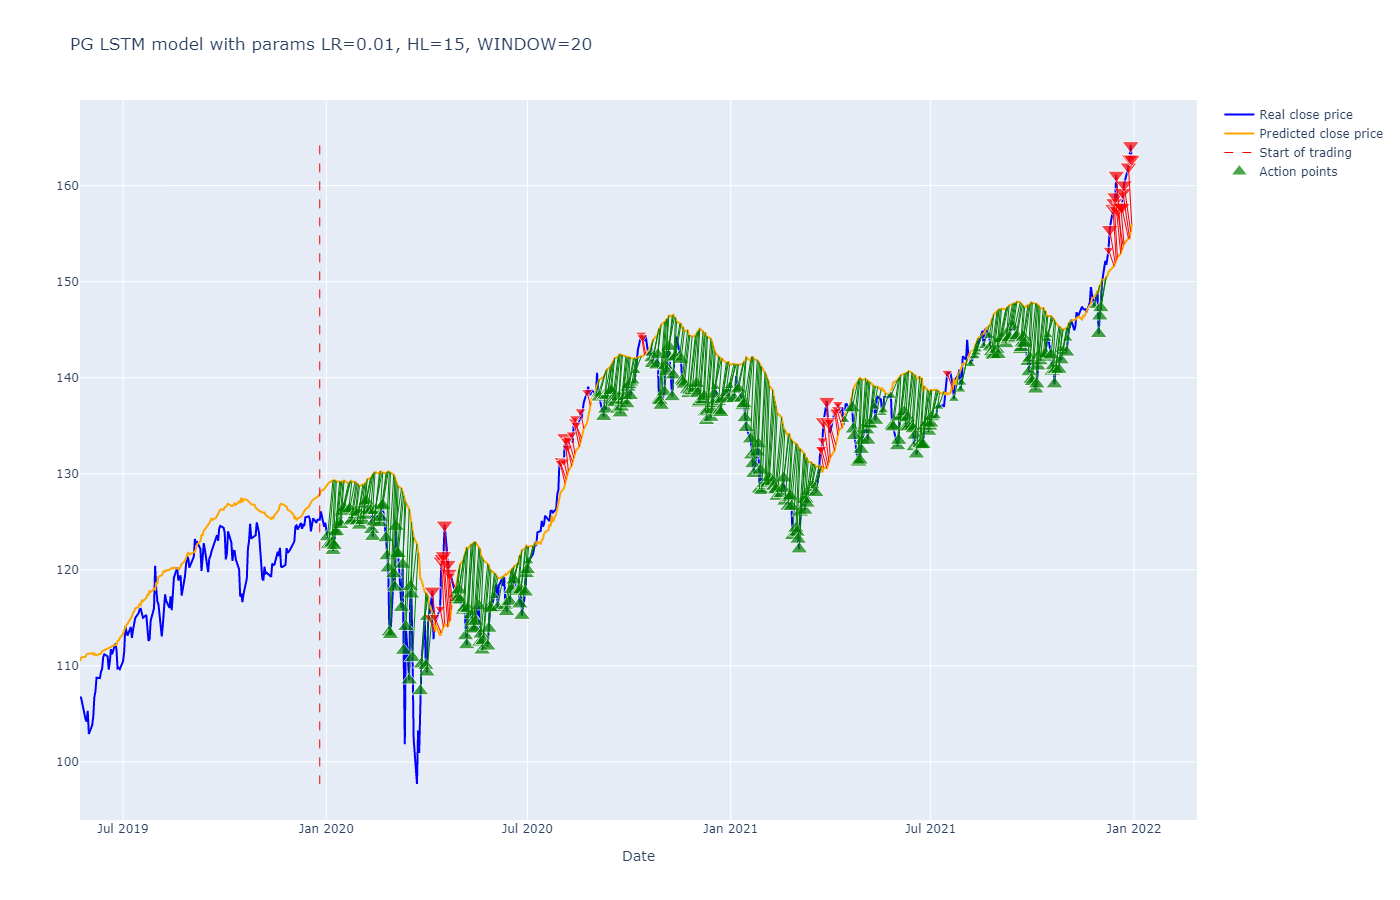 PG LSTM model with params LR=0.01, HL=15, WINDOW=20
Real close price
Predicted close price
Start of trading
Action points
160
150
140
130
120
110
100
Jul 2019
Jan 2020
Jul 2020
Jan 2021
Jul 2021
Jan 2022
Date